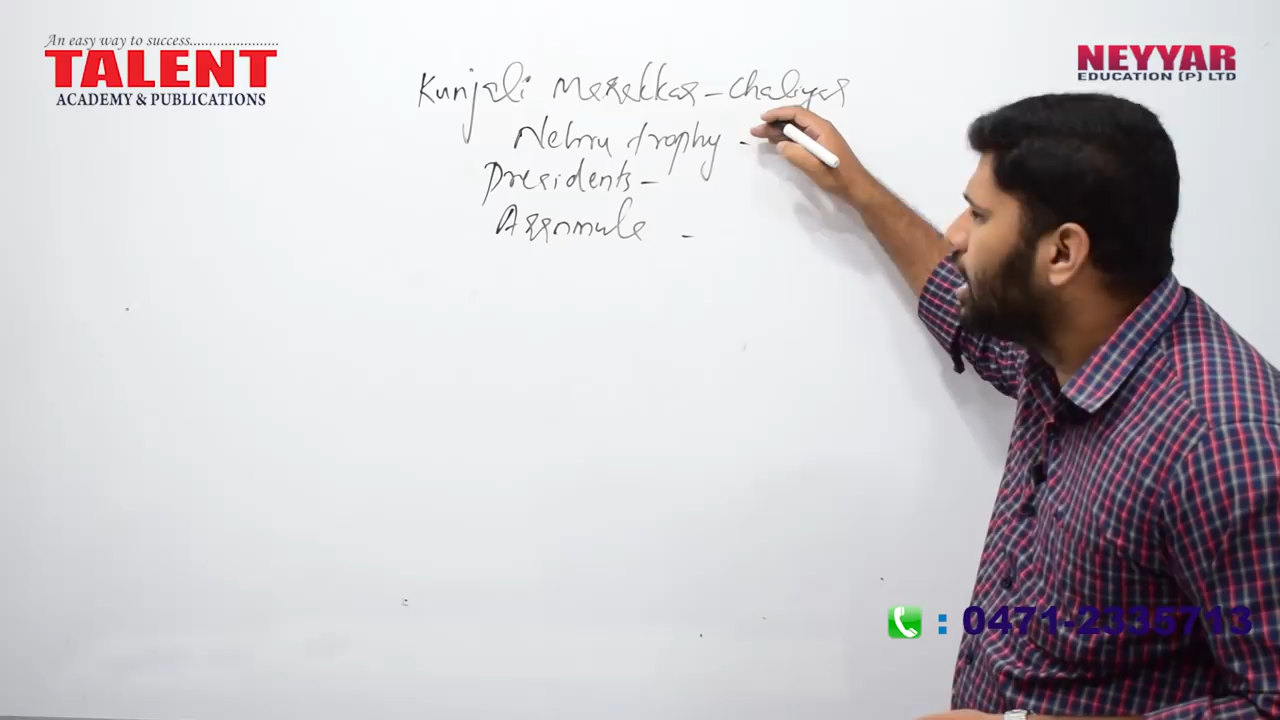 An easy way to success.......................
TALENT
ACADEMY & PUBLICATIONS
NEYYAR
EDUCATION (P) LTD
Kunjali Marakkar - Chaliyar
Nehru trophy -
Presidents -
Aranmula -
: 0471-2335713